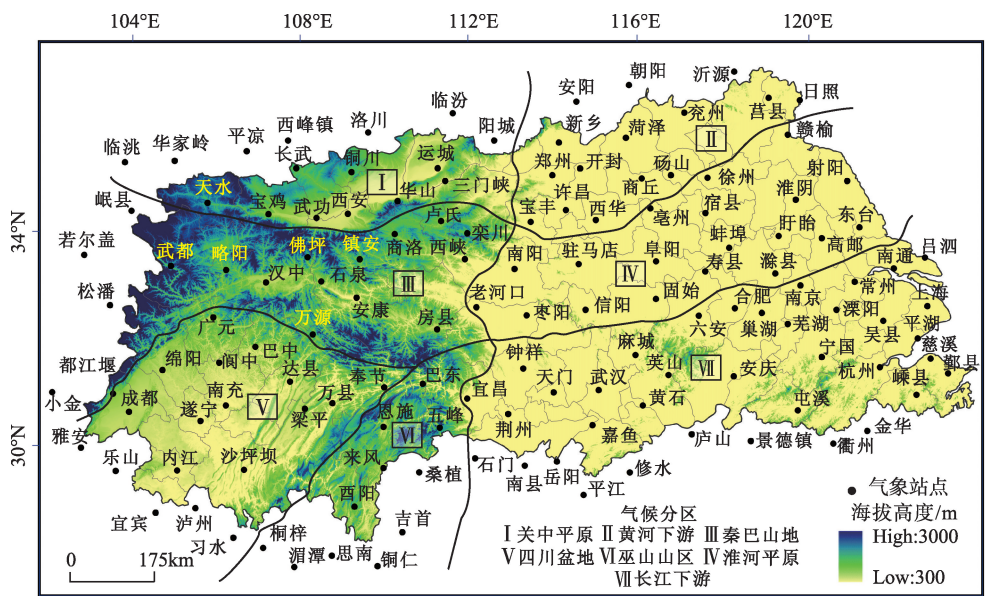 104°E 108°E 112°E 116°E 120°E
34°N
30°N
朝阳 沂源
安阳 日照
临汾 莒县
洛川 新乡 菏泽 兖州 Ⅱ 赣榆
西峰镇 阳城
平凉
华家岭 长武 铜川 运城 郑州 开封 砀山 射阳
临洮
天水 Ⅰ 华山 三门峡 许昌 商丘 徐州 淮阴
岷县 宝鸡 武功 西安 卢氏 宝丰 西华 亳州 宿县 东台
栾川 盱眙
若尔盖 武都 略阳 佛坪 镇安 商洛 西峡 南阳 驻马店 阜阳 蚌埠 高邮 吕泗
汉中 石泉 Ⅲ Ⅳ 寿县 滁县 南通
松潘 安康 老河口 固始 常州 上海
广元 万源 房县 枣阳 信阳 合肥 南京 溧阳
六安 巢湖 芜湖 吴县 平湖
都江堰 绵阳 阆中 巴中 钟祥 麻城 慈溪
达县 奉节 巴东 英山 Ⅶ 安庆 宁国 杭州 鄞县
小金 成都 南充 万县 宜昌 天门 武汉 嵊县
遂宁 Ⅴ 梁平 恩施 五峰 黄石 屯溪
雅安 Ⅵ 荆州 嘉鱼 庐山 景德镇 衢州 金华
乐山 内江 沙坪坝 来风 桑植 石门 南县 岳阳 修水
酉阳 平江
宜宾 泸州 吉首
习水 桐梓
湄潭 思南 铜仁
气象站点
海拔高度/m
High:3000
Low:300
气候分区
Ⅰ关中平原 Ⅱ黄河下游 Ⅲ秦巴山地
Ⅴ四川盆地 Ⅵ巫山山区 Ⅳ淮河平原
Ⅶ长江下游
0 175km